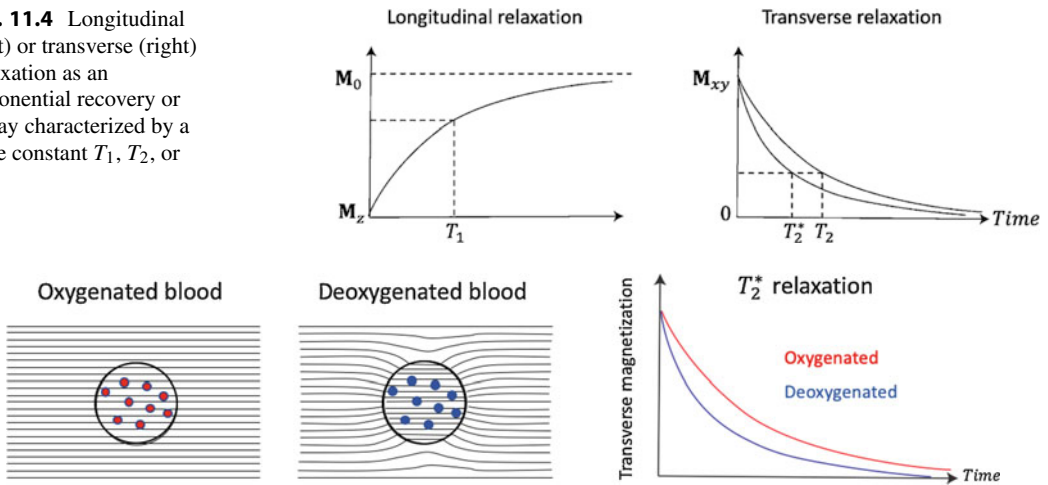 . 11.4 Longitudinal
t) or transverse (right)
xation as an
onential recovery or
ay characterized by a
e constant T₁, T₂, or
Longitudinal relaxation
M₀
M_z
T₁
Transverse relaxation
M_xy
0
T₂* T₂
Time
Oxygenated blood
Deoxygenated blood
T₂* relaxation
Transverse magnetization
Oxygenated
Deoxygenated
Time